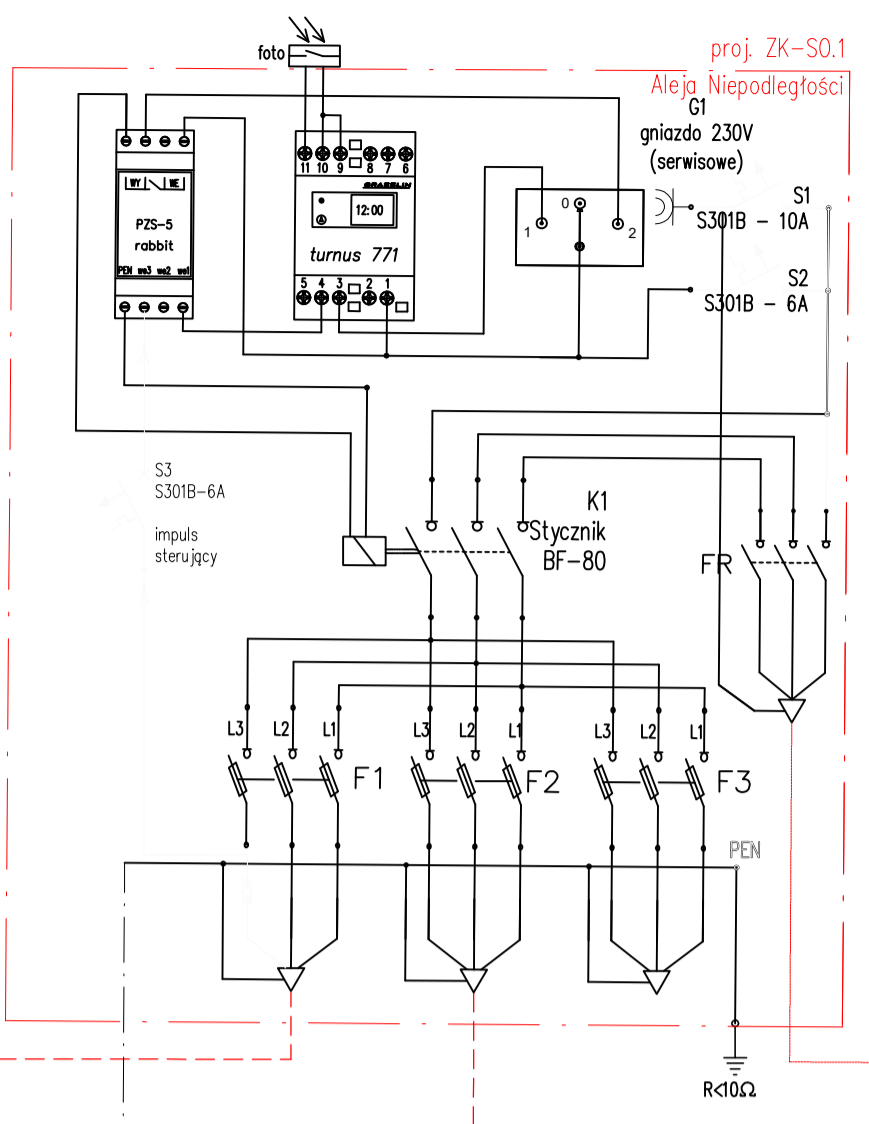 foto
proj. ZK-SO.1
Aleja Niepodległości
G1
gniazdo 230V
(serwisowe)
11 10 9 8 7 6
WY WE
PZS-5
rabbit
PEN we3 we2 we1
GRASSLIN
12:00
turnus 771
5 4 3 2 1
0
1
2
S1
S301B - 10A
S2
S301B - 6A
S3
S301B-6A
impuls
sterujący
K1
Stycznik
BF-80
FR
L3 L2 L1
F1
L3 L2 L1
F2
L3 L2 L1
F3
PEN
R<10Ω